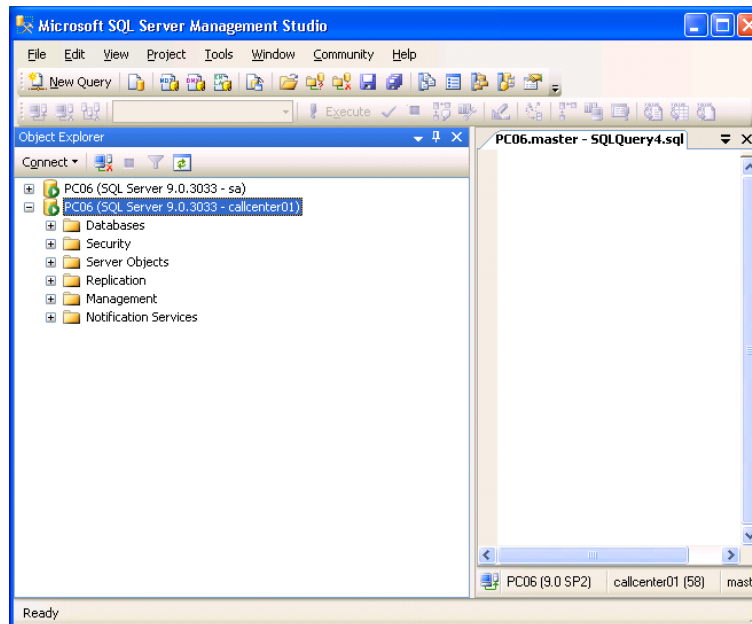 Microsoft SQL Server Management Studio
File Edit View Project Tools Window Community Help
New Query
Execute
Object Explorer
PC06.master - SQLQuery4.sql
Connect
PC06 (SQL Server 9.0.3033 - sa)
PC06 (SQL Server 9.0.3033 - callcenter01)
Databases
Security
Server Objects
Replication
Management
Notification Services
PC06 (9.0 SP2) callcenter01 (58) mast
Ready